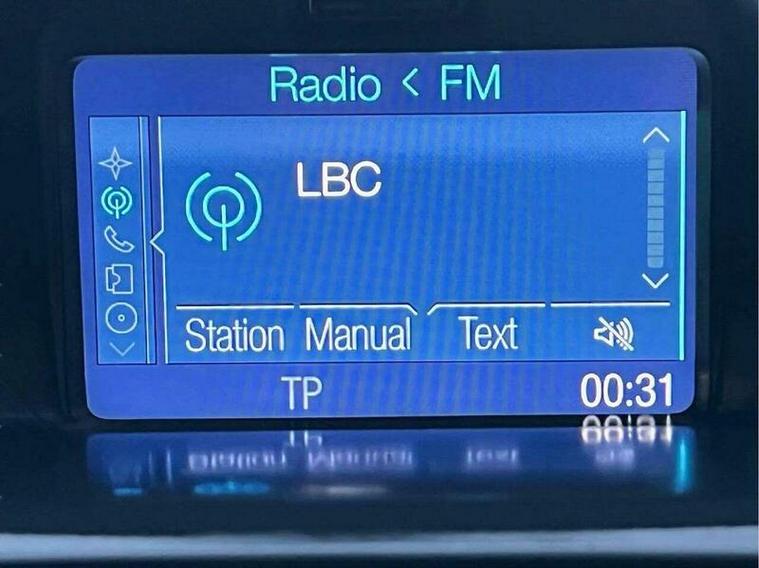 Radio < FM
LBC
Station Manual Text
TP 00:31